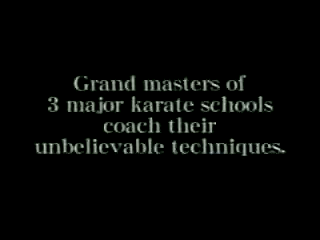 Grand masters of
3 major karate schools
coach their
unbelievable techniques.